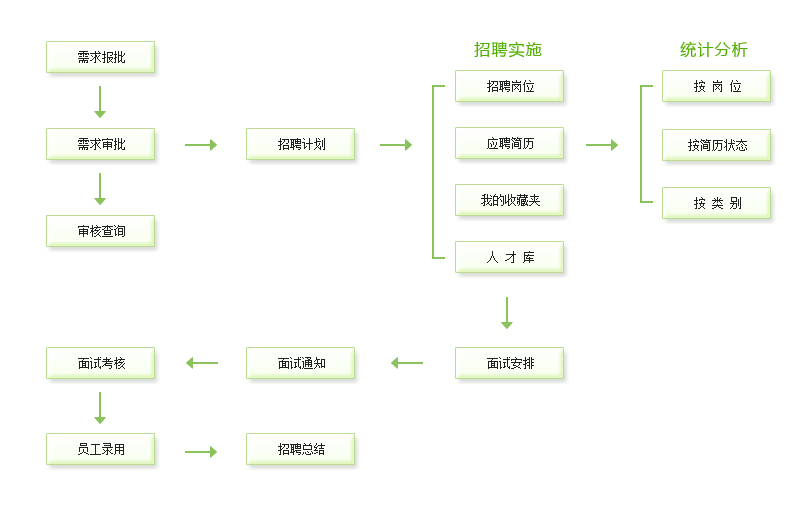 招聘实施
统计分析
需求报批
招聘岗位
按 岗 位
需求审批
招聘计划
应聘简历
按简历状态
我的收藏夹
按 类 别
审核查询
人 才 库
面试考核
面试通知
面试安排
员工录用
招聘总结